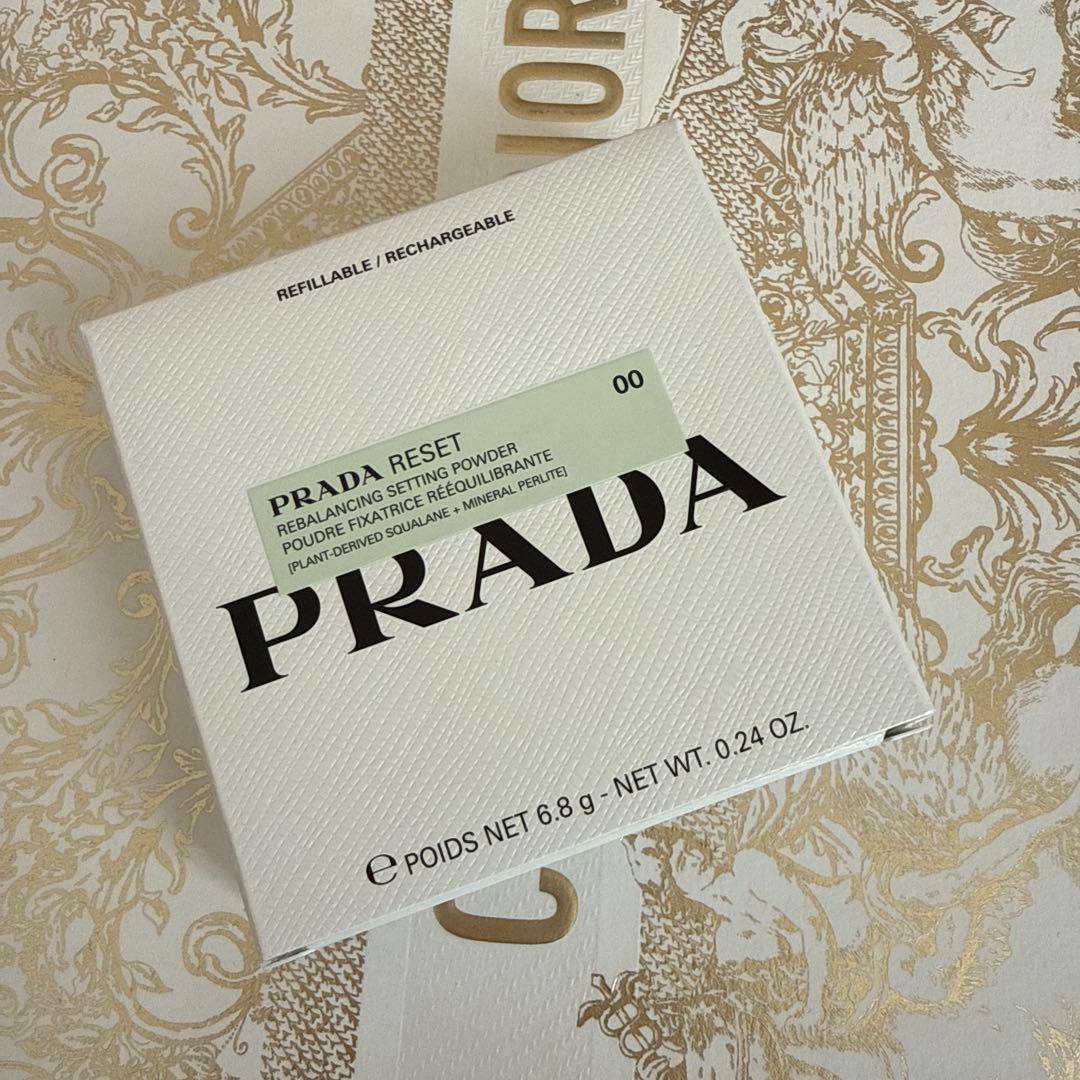 IOR
REFILLABLE / RECHARGEABLE
00
PRADA RESET
REBALANCING SETTING POWDER
POUDRE FIXATRICE RÉÉQUILIBRANTE
[PLANT-DERIVED SQUALANE + MINERAL PERLITE]
PRADA
℮ POIDS NET 6.8 g - NET WT. 0.24 OZ.
C